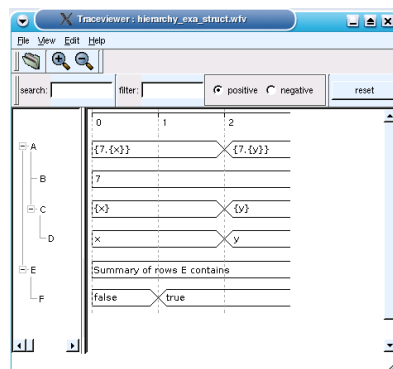 Traceviewer : hierarchy_exa_struct.wfv
File View Edit Help
search: filter: positive negative reset
0 1 2
A {7,{x}} {7,{y}}
B 7
C {x} {y}
D x y
E Summary of rows E contains
F false true